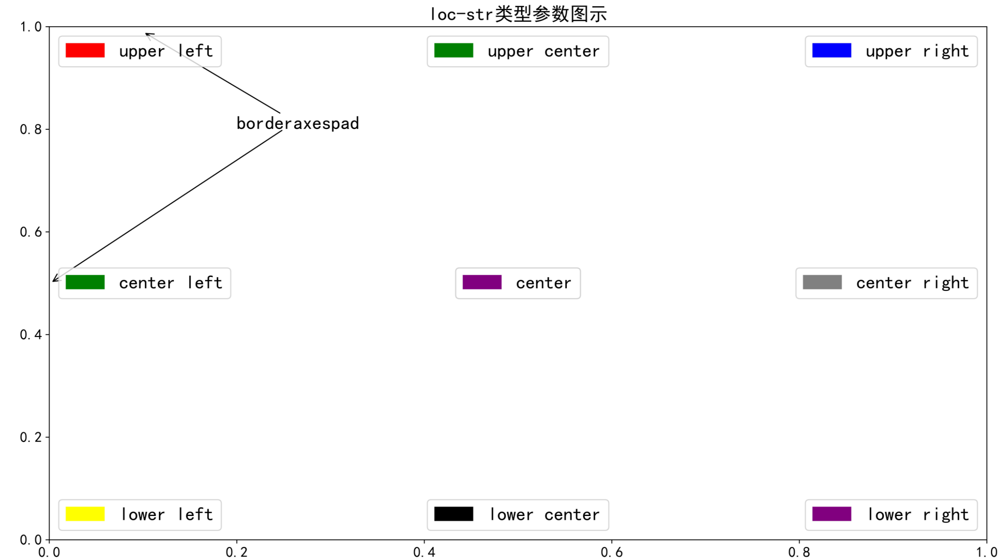 loc-str类型参数图示
1.0
upper left
upper center
upper right
borderaxespad
0.8
0.6
center left
center
center right
0.4
0.2
lower left
lower center
lower right
0.0
0.0 0.2 0.4 0.6 0.8 1.0